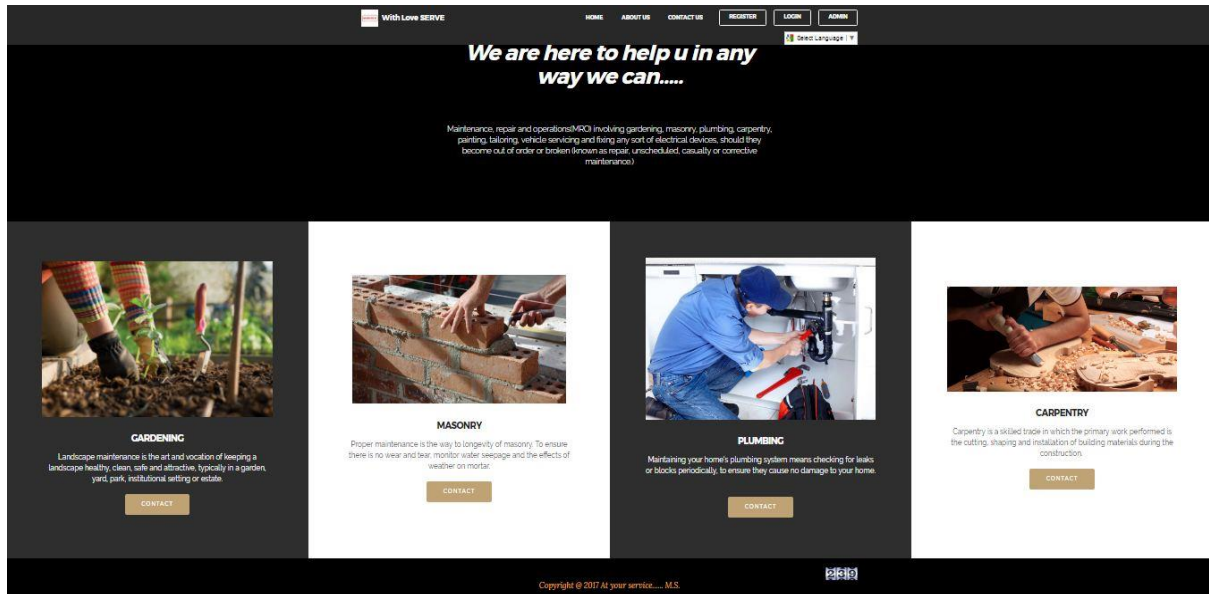 With Love SERVE
HOME
ABOUT US
CONTACT US
REGISTER
LOGIN
ADMIN
Select Language
We are here to help u in any
way we can.....
Maintenance, repair and operations(MRO) involving gardening, masonry, plumbing, carpentry,
painting, tailoring, vehicle servicing and fixing any sort of electrical devices, should they
become out of order or broken (known as repair, unscheduled, casualty or corrective
maintenance.)
GARDENING
Landscape maintenance is the art and vocation of keeping a
landscape healthy, clean, safe and attractive, typically in a garden,
yard, park, institutional setting or estate.
CONTACT
MASONRY
Proper maintenance is the way to longevity of masonry. To ensure
there is no wear and tear, monitor water seepage and the effects of
weather on mortar.
CONTACT
PLUMBING
Maintaining your home's plumbing system means checking for leaks
or blocks periodically, to ensure they cause no damage to your home.
CONTACT
CARPENTRY
Carpentry is a skilled trade in which the primary work performed is
the cutting, shaping and installation of building materials during the
construction.
CONTACT
239
Copyright @ 2017 At your service...... M.S.